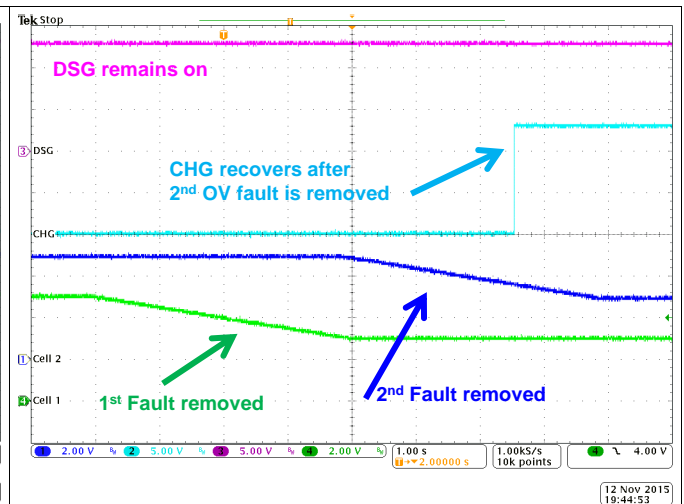 Tek Stop
T
T
DSG remains on
3 DSG
CHG recovers after
2nd OV fault is removed
CHG
1 Cell 2
1st Fault removed
2nd Fault removed
4 Cell 1
1 2.00 V 2 5.00 V 3 5.00 V 4 2.00 V
1.00 s
T→▼2.00000 s
1.00kS/s
10k points
4 4.00 V
12 Nov 2015
19:44:53